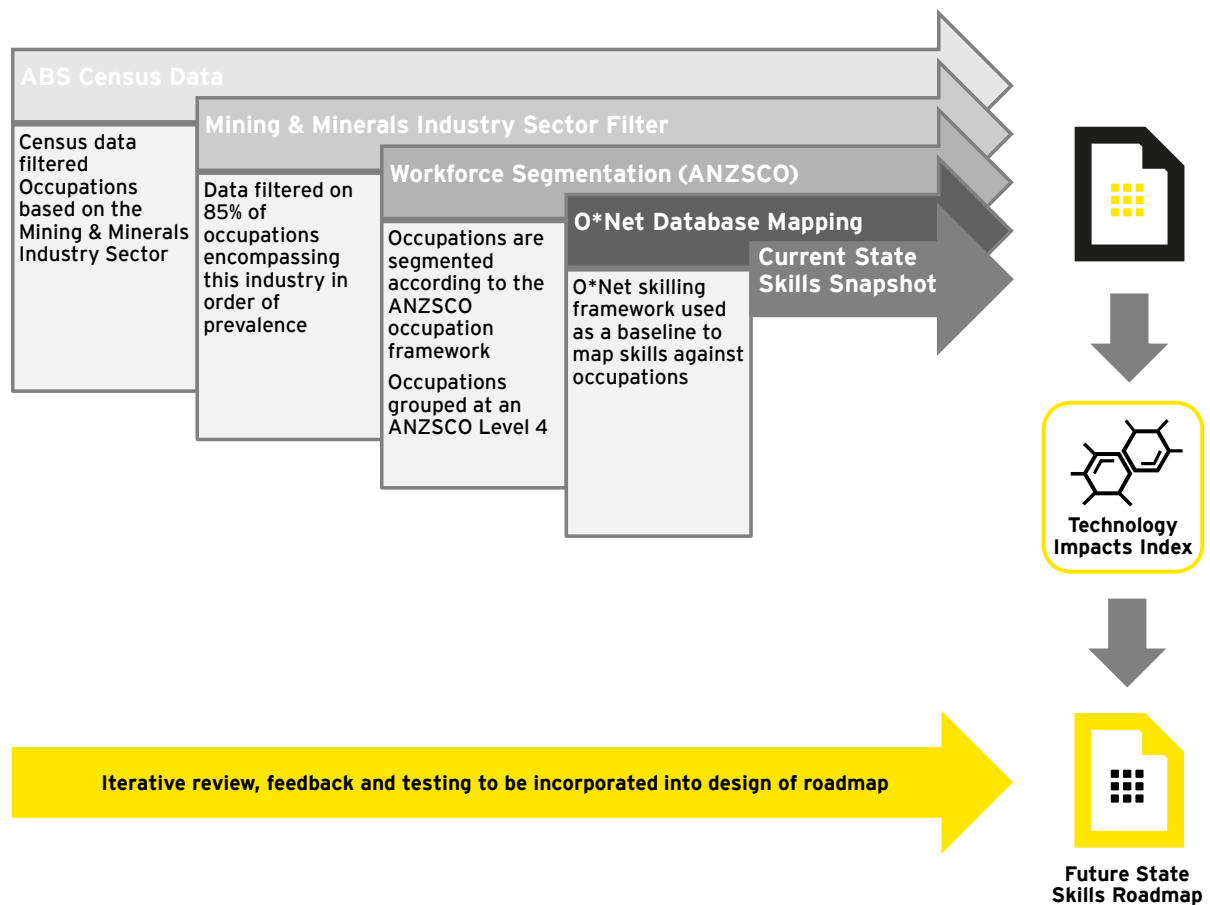 ABS Census Data
Census data
filtered
Occupations
based on the
Mining & Minerals
Industry Sector
Mining & Minerals Industry Sector Filter
Data filtered on
85% of
occupations
encompassing
this industry in
order of
prevalence
Workforce Segmentation (ANZSCO)
Occupations are
segmented
according to the
ANZSCO
occupation
framework
Occupations
grouped at an
ANZSCO Level 4
O*Net Database Mapping
O*Net skilling
framework used
as a baseline to
map skills against
occupations
Current State
Skills Snapshot
Technology
Impacts Index
Iterative review, feedback and testing to be incorporated into design of roadmap
Future State
Skills Roadmap